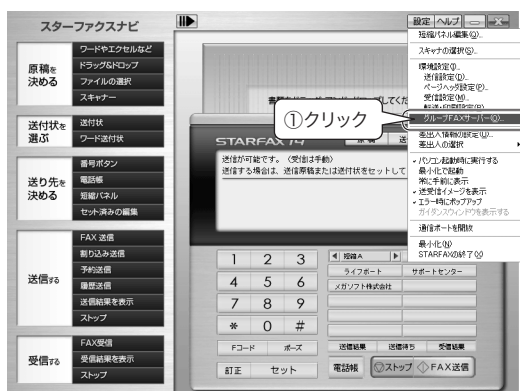 スターファクスナビ
設定
ヘルプ
原稿を
決める
ワードやエクセルなど
ドラッグ&ドロップ
ファイルの選択
スキャナー
送付状を
選ぶ
送付状
ワード送付状
送り先を
決める
番号ボタン
電話帳
短縮パネル
セット済みの編集
送信する
FAX 送信
割り込み送信
予約送信
履歴送信
送信結果を表示
ストップ
受信する
FAX受信
受信結果を表示
ストップ
①クリック
STARFAX 14
送信が可能です。 (受信は手動)
送信する場合は、送信原稿または送付状をセットして
1 2 3
4 5 6
7 8 9
* 0 #
Fコード ポーズ
訂正 セット
短縮A
ライフボート サポートセンター
メガソフト株式会社
送信結果 送信待ち 受信結果
電話帳 ストップ FAX送信
短縮パネル編集(Q)...
スキャナの選択(S)...
環境設定(I)...
送信設定(D)...
ページヘッダ設定(P)...
受信設定(M)...
グループFAXサーバー(O)...
差出人情報の設定(U)...
差出人の選択
パソコン起動時に実行する
最小化で起動
常に手前に表示
送受信イメージを表示
エラー時にポップアップ
ガイダンスウィンドウを表示する
通信ポートを開放
最小化(N)
STARFAXの終了(X)